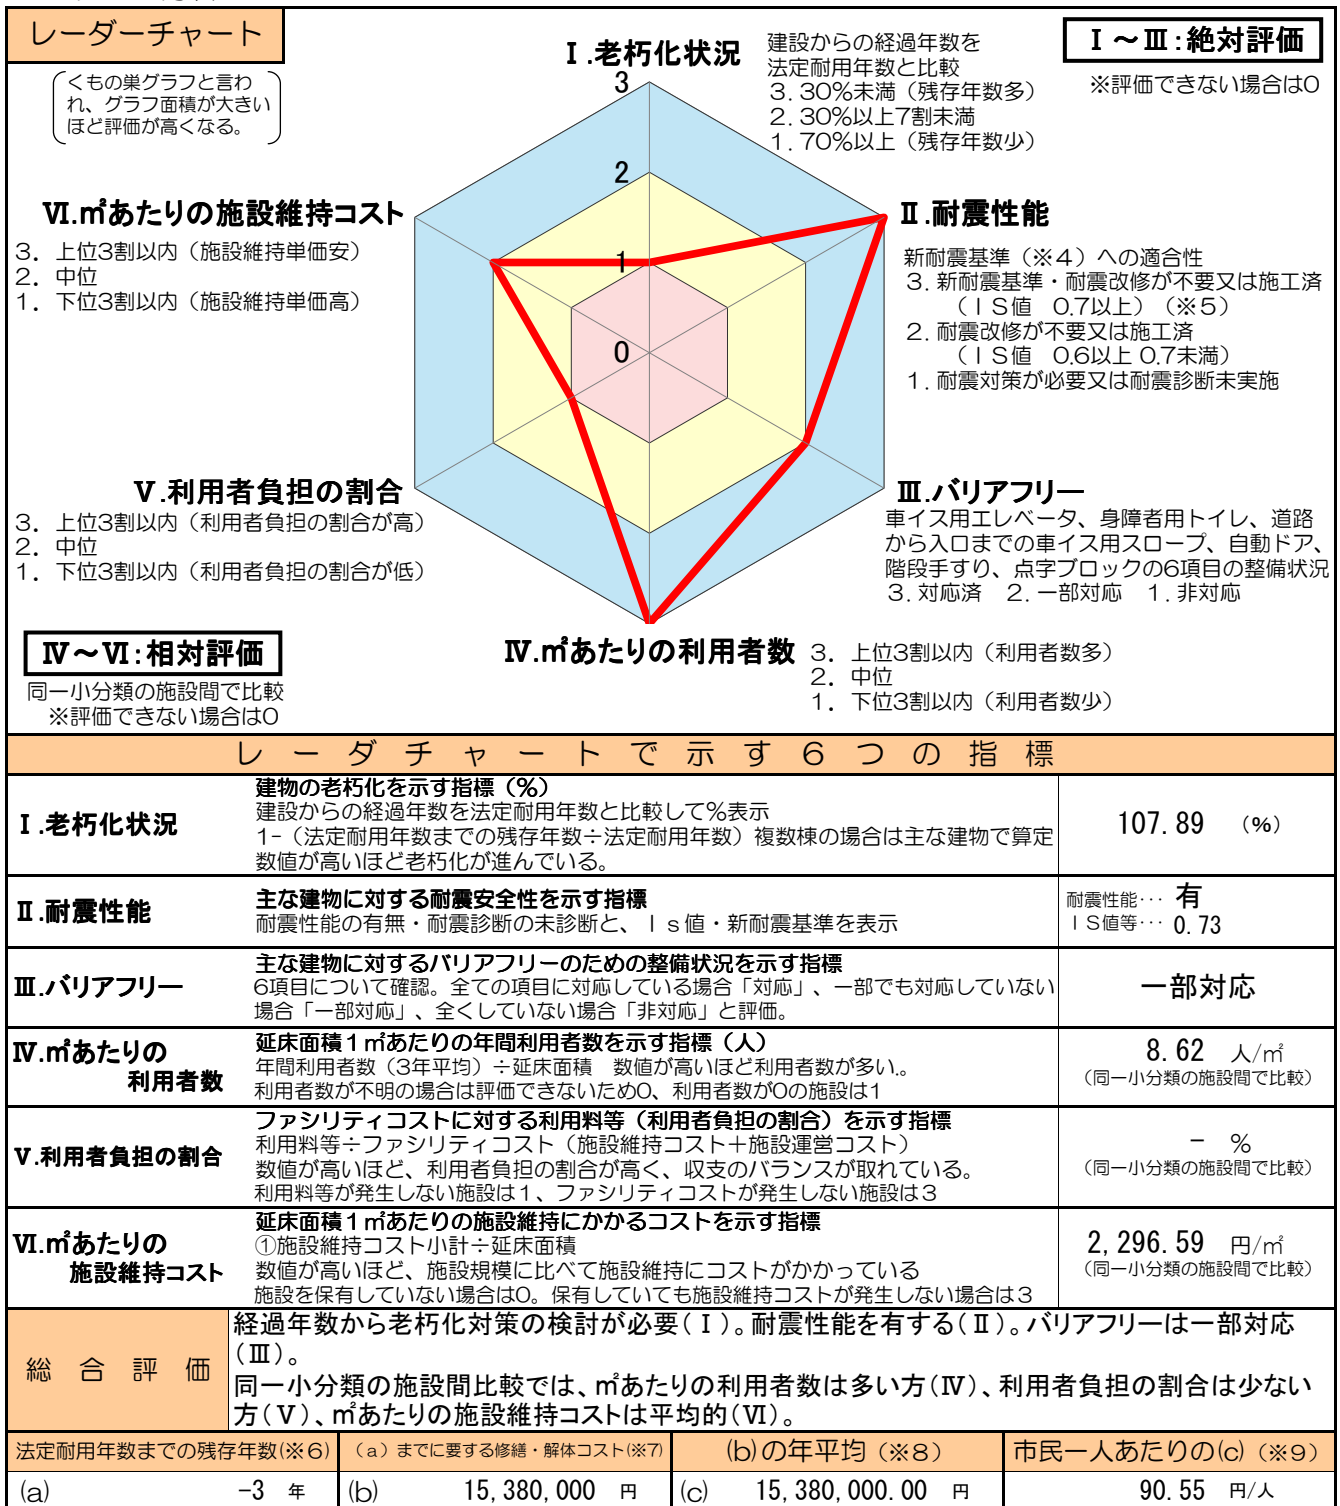 レーダーチャート
くもの巣グラフと言わ
れ、グラフ面積が大きい
ほど評価が高くなる。
Ⅰ～Ⅲ：絶対評価
※評価できない場合は0
Ⅰ.老朽化状況
建設からの経過年数を
法定耐用年数と比較
3. 30%未満（残存年数多）
2. 30%以上7割未満
1. 70%以上（残存年数少）
3
2
1
0
Ⅱ.耐震性能
新耐震基準（※4）への適合性
3. 新耐震基準・耐震改修が不要又は施工済
（ＩＳ値　0.7以上）（※5）
2. 耐震改修が不要又は施工済
（ＩＳ値　0.6以上 0.7未満）
1. 耐震対策が必要又は耐震診断未実施
Ⅲ.バリアフリー
車イス用エレベータ、身障者用トイレ、道路
から入口までの車イス用スロープ、自動ドア、
階段手すり、点字ブロックの6項目の整備状況
3. 対応済　2. 一部対応　1. 非対応
Ⅳ.㎡あたりの利用者数
3. 上位3割以内（利用者数多）
2. 中位
1. 下位3割以内（利用者数少）
Ⅴ.利用者負担の割合
3. 上位3割以内（利用者負担の割合が高）
2. 中位
1. 下位3割以内（利用者負担の割合が低）
Ⅵ.㎡あたりの施設維持コスト
3. 上位3割以内（施設維持単価安）
2. 中位
1. 下位3割以内（施設維持単価高）
Ⅳ～Ⅵ：相対評価
同一小分類の施設間で比較
※評価できない場合は0
レーダチャートで示す6つの指標
Ⅰ.老朽化状況
建物の老朽化を示す指標（%）
建設からの経過年数を法定耐用年数と比較して%表示
1-（法定耐用年数までの残存年数÷法定耐用年数）複数棟の場合は主な建物で算定
数値が高いほど老朽化が進んでいる。
107.89　（%）
Ⅱ.耐震性能
主な建物に対する耐震安全性を示す指標
耐震性能の有無・耐震診断の未診断と、Ｉｓ値・新耐震基準を表示
耐震性能… 有
ＩＳ値等… 0.73
Ⅲ.バリアフリー
主な建物に対するバリアフリーのための整備状況を示す指標
6項目について確認。全ての項目に対応している場合「対応」、一部でも対応していない
場合「一部対応」、全くしていない場合「非対応」と評価。
一部対応
Ⅳ.㎡あたりの
利用者数
延床面積１㎡あたりの年間利用者数を示す指標（人）
年間利用者数（3年平均）÷延床面積　数値が高いほど利用者数が多い。
利用者数が不明の場合は評価できないため0、利用者数が0の施設は1
8.62　人/㎡
（同一小分類の施設間で比較）
Ⅴ.利用者負担の割合
ファシリティコストに対する利用料等（利用者負担の割合）を示す指標
利用料等÷ファシリティコスト（施設維持コスト＋施設運営コスト）
数値が高いほど、利用者負担の割合が高く、収支のバランスが取れている。
利用料等が発生しない施設は１、ファシリティコストが発生しない施設は３
-　%
（同一小分類の施設間で比較）
Ⅵ.㎡あたりの
施設維持コスト
延床面積１㎡あたりの施設維持にかかるコストを示す指標
①施設維持コスト小計÷延床面積
数値が高いほど、施設規模に比べて施設維持にコストがかかっている
施設を保有していない場合は0。保有していても施設維持コストが発生しない場合は３
2,296.59　円/㎡
（同一小分類の施設間で比較）
総合評価
経過年数から老朽化対策の検討が必要（Ⅰ）。耐震性能を有する（Ⅱ）。バリアフリーは一部対応
（Ⅲ）。
同一小分類の施設間比較では、㎡あたりの利用者数は多い方（Ⅳ）、利用者負担の割合は少ない
方（Ⅴ）、㎡あたりの施設維持コストは平均的（Ⅵ）。
法定耐用年数までの残存年数（※6）
（a）までに要する修繕・解体コスト（※7）
(b)の年平均（※8）
市民一人あたりの(c)（※9）
(a)　-3　年
(b)　15,380,000　円
(c)　15,380,000.00　円
90.55　円/人